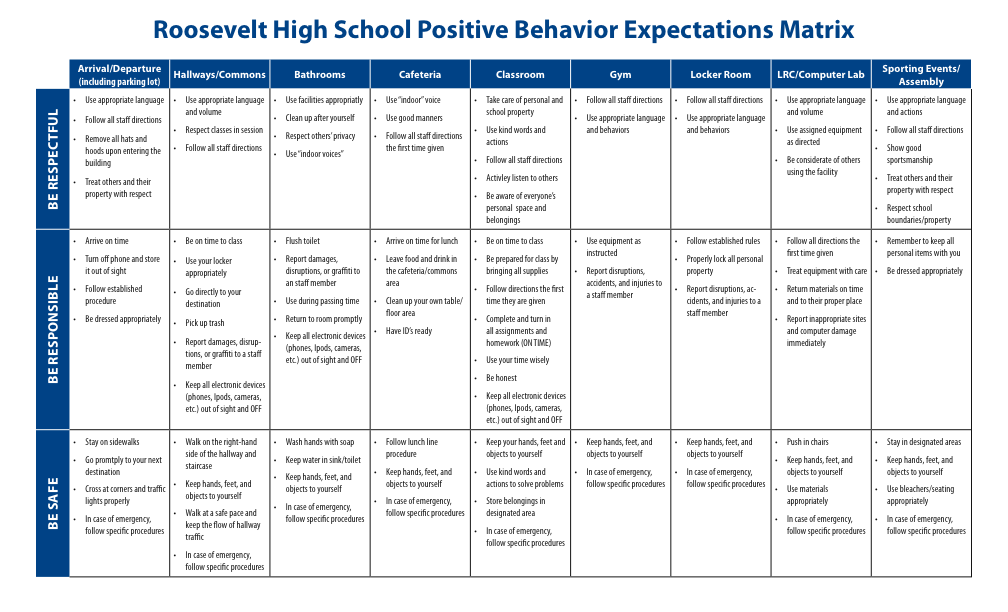 Roosevelt High School Positive Behavior Expectations Matrix
Arrival/Departure
(including parking lot)
Hallways/Commons
Bathrooms
Cafeteria
Classroom
Gym
Locker Room
LRC/Computer Lab
Sporting Events/
Assembly
BE RESPECTFUL
• Use appropriate language
• Follow all staff directions
• Remove all hats and
hoods upon entering the
building
• Treat others and their
property with respect
• Use appropriate language
and volume
• Respect classes in session
• Follow all staff directions
• Use facilities appropriatly
• Clean up after yourself
• Respect others' privacy
• Use "indoor voices"
• Use "indoor" voice
• Use good manners
• Follow all staff directions
the first time given
• Take care of personal and
school property
• Use kind words and
actions
• Follow all staff directions
• Activley listen to others
• Be aware of everyone's
personal space and
belongings
• Follow all staff directions
• Use appropriate language
and behaviors
• Follow all staff directions
• Use appropriate language
and behaviors
• Use appropriate language
and volume
• Use assigned equipment
as directed
• Be considerate of others
using the facility
• Use appropriate language
and actions
• Follow all staff directions
• Show good
sportsmanship
• Treat others and their
property with respect
• Respect school
boundaries/property
BE RESPONSIBLE
• Arrive on time
• Turn off phone and store
it out of sight
• Follow established
procedure
• Be dressed appropriately
• Be on time to class
• Use your locker
appropriately
• Go directly to your
destination
• Pick up trash
• Report damages, disrup-
tions, or graffiti to a staff
member
• Keep all electronic devices
(phones, Ipods, cameras,
etc.) out of sight and OFF
• Flush toilet
• Report damages,
disruptions, or graffiti to
an staff member
• Use during passing time
• Return to room promptly
• Keep all electronic devices
(phones, Ipods, cameras,
etc.) out of sight and OFF
• Arrive on time for lunch
• Leave food and drink in
the cafeteria/commons
area
• Clean up your own table/
floor area
• Have ID's ready
• Be on time to class
• Be prepared for class by
bringing all supplies
• Follow directions the first
time they are given
• Complete and turn in
all assignments and
homework (ON TIME)
• Use your time wisely
• Be honest
• Keep all electronic devices
(phones, Ipods, cameras,
etc.) out of sight and OFF
• Use equipment as
instructed
• Report disruptions,
accidents, and injuries to
a staff member
• Follow established rules
• Properly lock all personal
property
• Report disruptions, ac-
cidents, and injuries to a
staff member
• Follow all directions the
first time given
• Treat equipment with care
• Return materials on time
and to their proper place
• Report inappropriate sites
and computer damage
immediately
• Remember to keep all
personal items with you
• Be dressed appropriately
BE SAFE
• Stay on sidewalks
• Go promtply to your next
destination
• Cross at corners and traffic
lights properly
• In case of emergency,
follow specific procedures
• Walk on the right-hand
side of the hallway and
staircase
• Keep hands, feet, and
objects to yourself
• Walk at a safe pace and
keep the flow of hallway
traffic
• In case of emergency,
follow specific procedures
• Wash hands with soap
• Keep water in sink/toilet
• Keep hands, feet, and
objects to yourself
• In case of emergency,
follow specific procedures
• Follow lunch line
procedure
• Keep hands, feet, and
objects to yourself
• In case of emergency,
follow specific procedures
• Keep your hands, feet and
objects to yourself
• Use kind words and
actions to solve problems
• Store belongings in
designated area
• In case of emergency,
follow specific procedures
• Keep hands, feet, and
objects to yourself
• In case of emergency,
follow specific procedures
• Keep hands, feet, and
objects to yourself
• In case of emergency,
follow specific procedures
• Push in chairs
• Keep hands, feet, and
objects to yourself
• Use materials
appropriately
• In case of emergency,
follow specific procedures
• Stay in designated areas
• Keep hands, feet, and
objects to yourself
• Use bleachers/seating
appropriately
• In case of emergency,
follow specific procedures